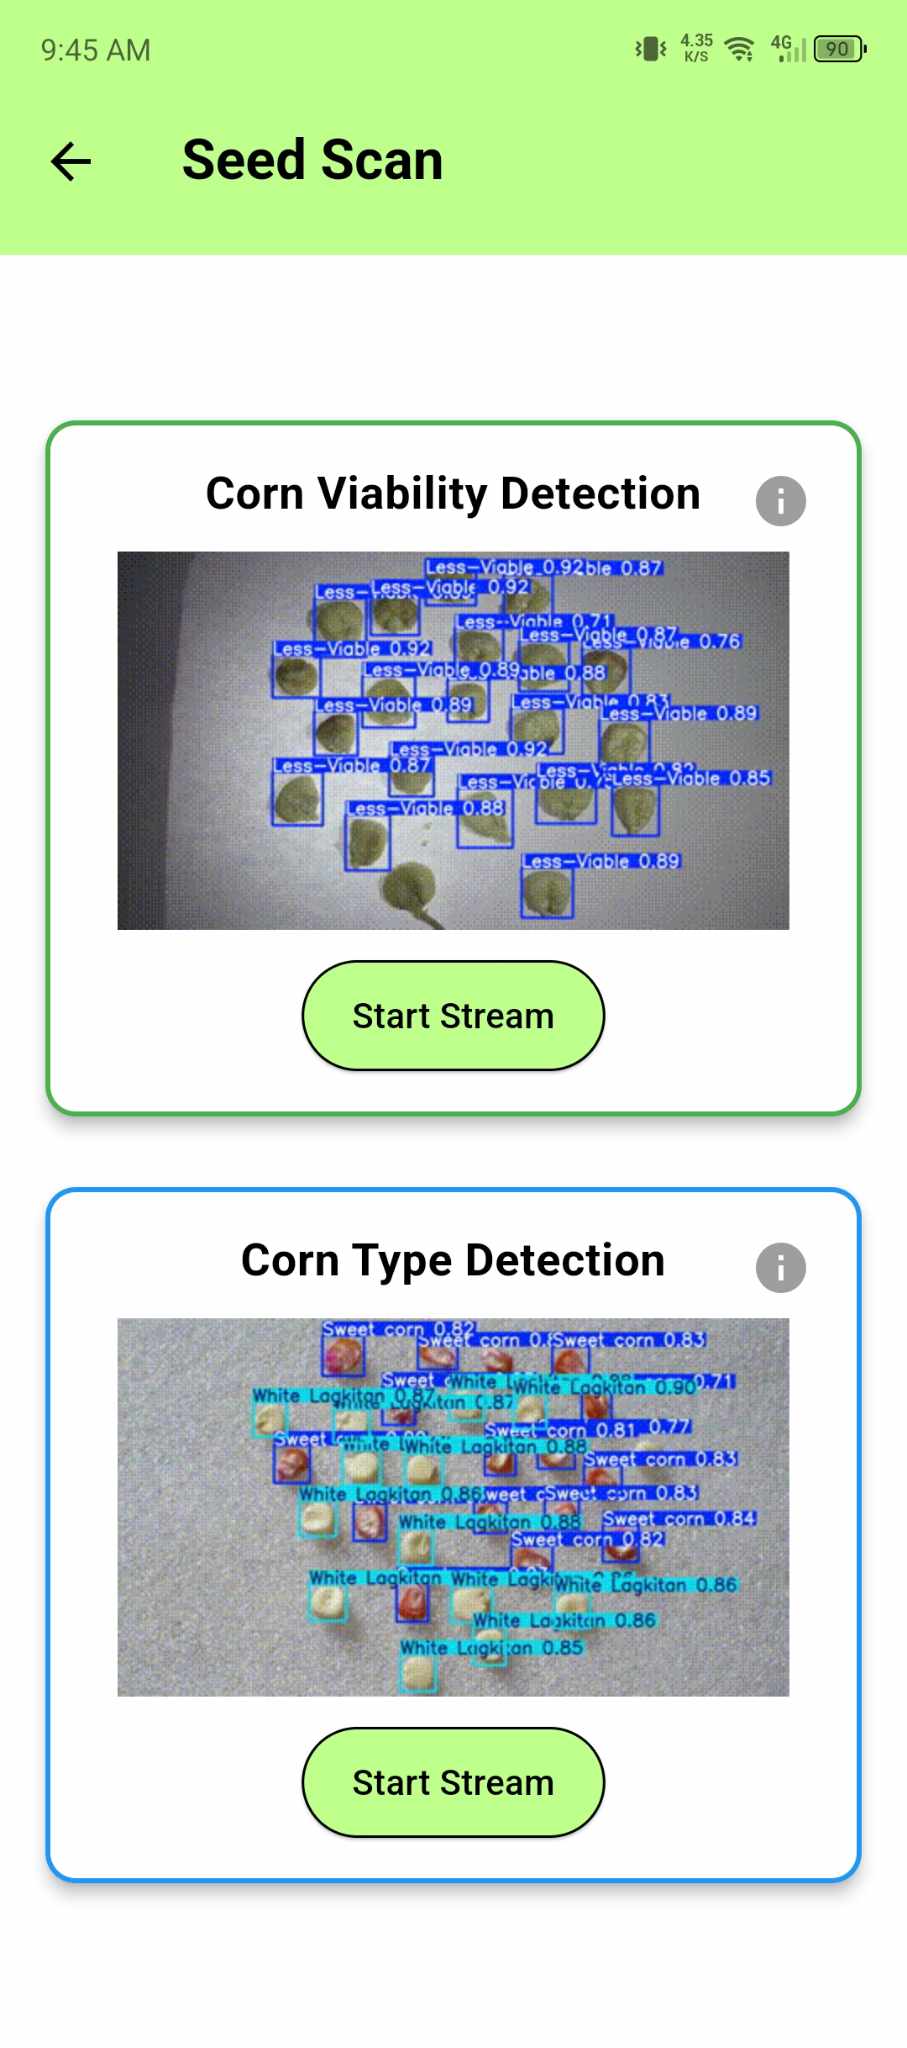 9:45 AM
4.35
K/S
4G
90
Seed Scan
Corn Viability Detection
Less-Viable 0.92
ble 0.87
Less-
Less-Viable 0.92
Less-Viable 0.71
Less-Viable 0.87
Less-Viable 0.76
Less-Viable 0.92
Less-Viable 0.89
able 0.88
Less-Viable 0.89
Less-Viable 0.83
Less-Viable 0.89
Less-Viable 0.92
Less-Viable 0.87
Less-Viable
Less-Viable 0.85
Less-Viable 0.88
Less-Viable 0.89
Start Stream
Corn Type Detection
Sweet corn 0.82
Sweet corn 0.8
Sweet corn 0.83
Sweet
White
White Lagkitan 0.90
0.71
White Lagkitan 0.87
kitan 0.87
Sweet corn 0.81
0.77
Sweet
White
White Lagkitan 0.88
Sweet corn 0.83
White Lagkitan 0.86
weet
Sweet corn 0.83
White Lagkitan 0.88
Sweet corn 0.84
Sweet corn 0.82
White Lagkitan
White Lagkitan
White Lagkitan 0.86
White Lagkitan 0.86
White Lagkitan 0.85
Start Stream